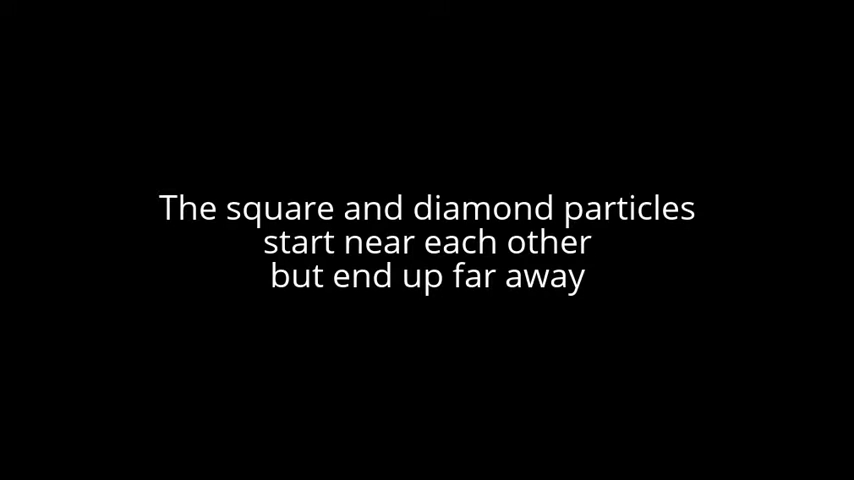 The square and diamond particles
start near each other
but end up far away